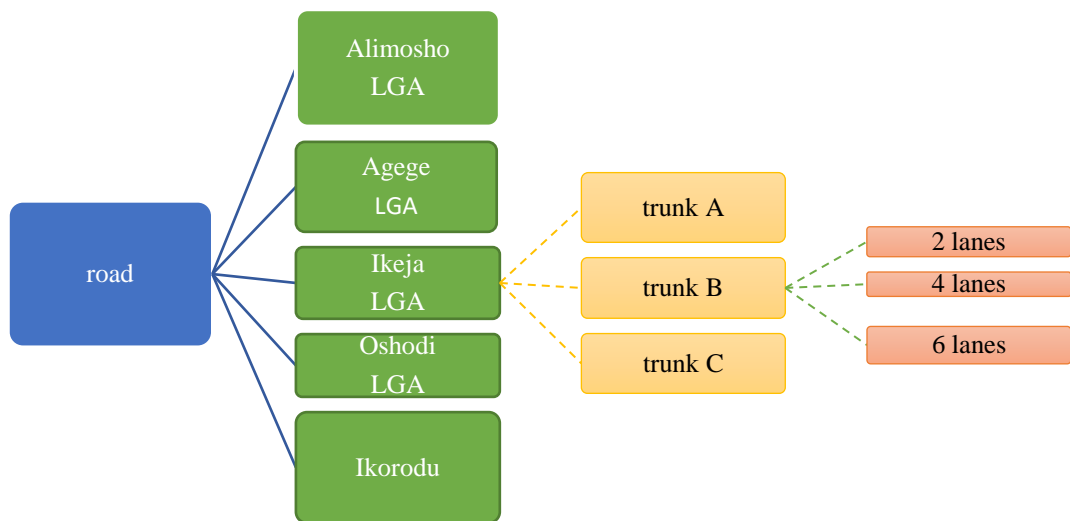 road
Alimosho
LGA
Agege
LGA
Ikeja
LGA
Oshodi
LGA
Ikorodu
trunk A
trunk B
trunk C
2 lanes
4 lanes
6 lanes